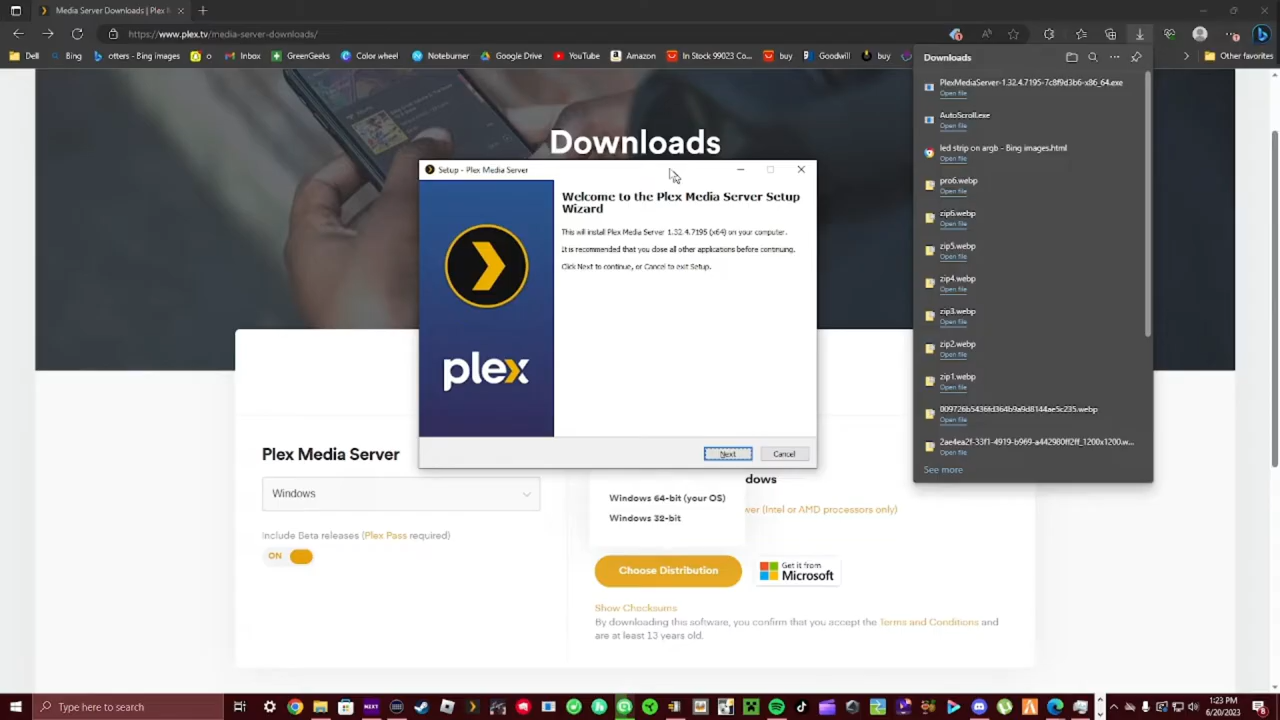 Media Server Downloads | Plex M
https://www.plex.tv/media-server-downloads/
Dell
Bing
otters - Bing images
o
Inbox
GreenGeeks
Color wheel
Noteburner
Google Drive
YouTube
Amazon
In Stock 99023 Co...
buy
Goodwill
buy
Other favorites
Downloads
Setup - Plex Media Server
Welcome to the Plex Media Server Setup
Wizard
This will install Plex Media Server 1.32.4.7195 (x64) on your computer.
It is recommended that you close all other applications before continuing.
Click Next to continue, or Cancel to exit Setup.
plex
Next
Cancel
Downloads
PlexMediaServer-1.32.4.7195-7c8f9d3b6-x86_64.exe
Open file
AutoScroll.exe
Open file
led strip on argb - Bing images.html
Open file
pro6.webp
Open file
zip6.webp
Open file
zip5.webp
Open file
zip4.webp
Open file
zip3.webp
Open file
zip2.webp
Open file
zip1.webp
Open file
Open file
Open file
See more
Plex Media Server
Windows
Include Beta releases (Plex Pass required)
ON
dows
wer (Intel or AMD processors only)
Windows 64-bit (your OS)
Windows 32-bit
Choose Distribution
Get it from
Microsoft
Show Checksums
By downloading this software, you confirm that you accept the Terms and Conditions and
are at least 13 years old.
Type here to search
NZXT
1:23 PM
6/20/2023
8